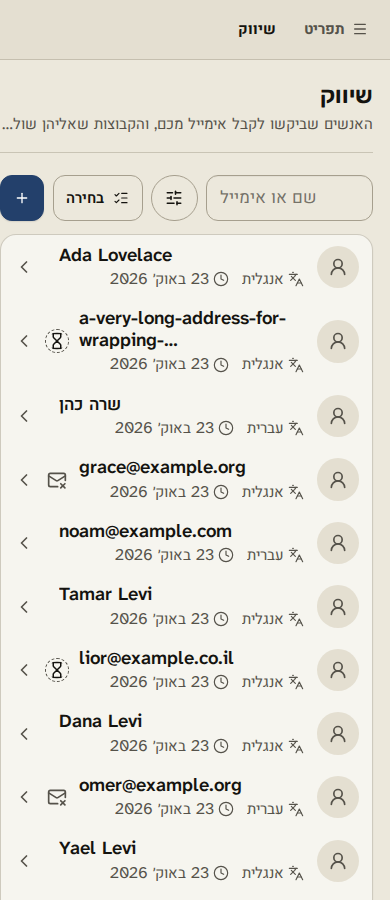 תפריט
שיווק
שיווק
האנשים שביקשו לקבל אימייל מכם, והקבוצות שאליהן שול...
שם או אימייל
בחירה
Ada Lovelace
אנגלית 23 באוק׳ 2026
a-very-long-address-for-
wrapping-...
אנגלית 23 באוק׳ 2026
שרה כהן
עברית 23 באוק׳ 2026
grace@example.org
אנגלית 23 באוק׳ 2026
noam@example.com
עברית 23 באוק׳ 2026
Tamar Levi
אנגלית 23 באוק׳ 2026
lior@example.co.il
אנגלית 23 באוק׳ 2026
Dana Levi
אנגלית 23 באוק׳ 2026
omer@example.org
עברית 23 באוק׳ 2026
Yael Levi
אנגלית 23 באוק׳ 2026